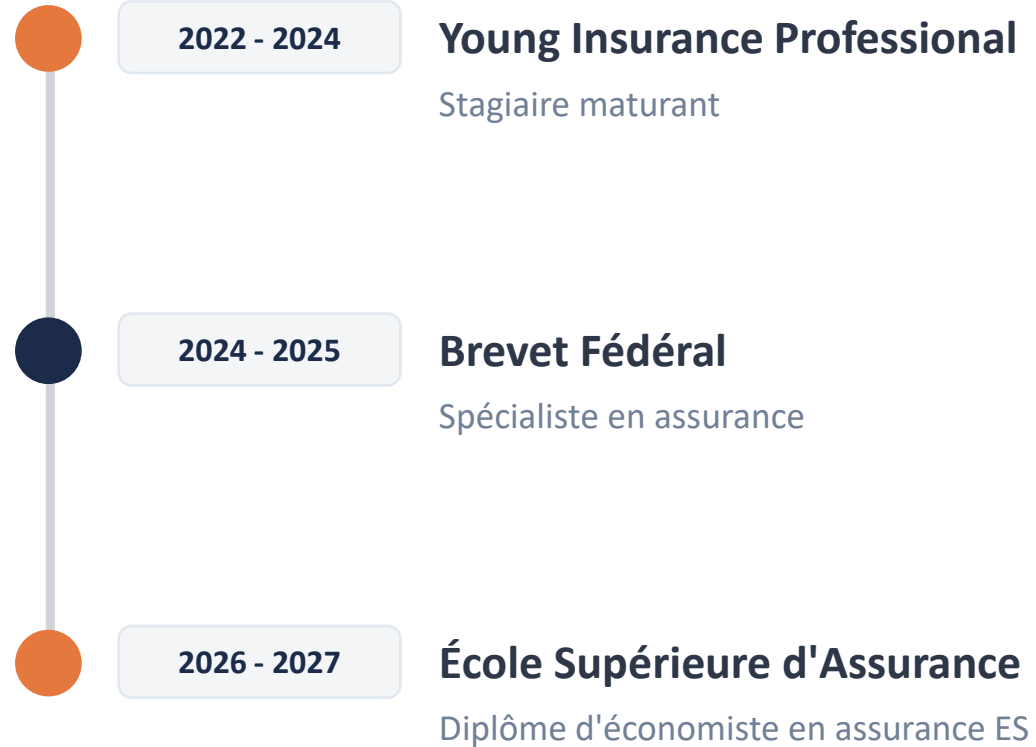 2022 - 2024
Young Insurance Professional
Stagiaire maturant
2024 - 2025
Brevet Fédéral
Spécialiste en assurance
2026 - 2027
École Supérieure d'Assurance
Diplôme d'économiste en assurance ES